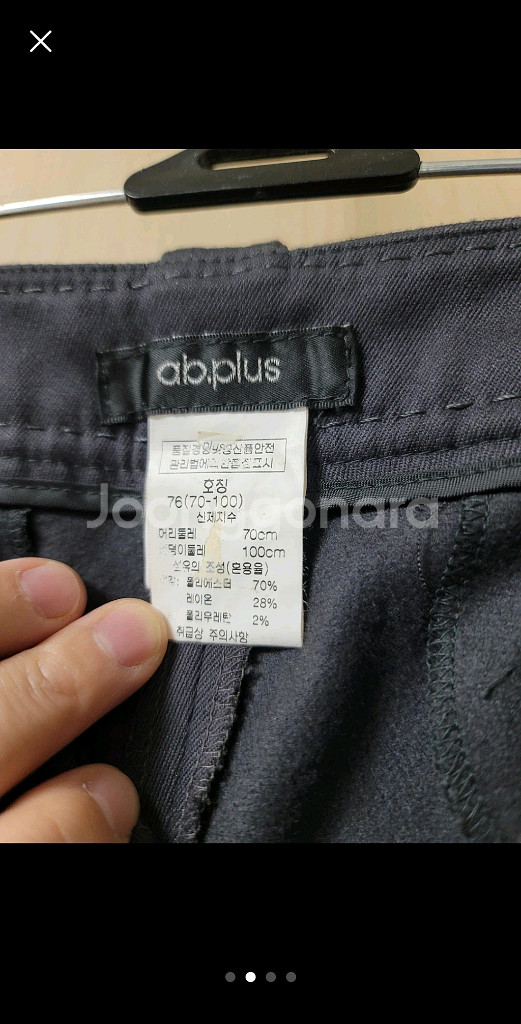 ab.plus
품질경영및공산품안전
관리법에의한품질표시
호칭
76(70-100)
신체치수
허리둘레 70cm
엉덩이둘레 100cm
섬유의 조성(혼용율)
폴리에스터 70%
레이온 28%
폴리우레탄 2%
취급상 주의사항
Joonggonara